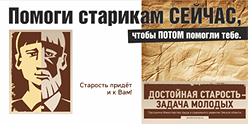 Помоги старикам СЕЙЧАС,
чтобы ПОТОМ помогли тебе.
Старость придёт
и к Вам!
ДОСТОЙНАЯ СТАРОСТЬ -
ЗАДАЧА МОЛОДЫХ